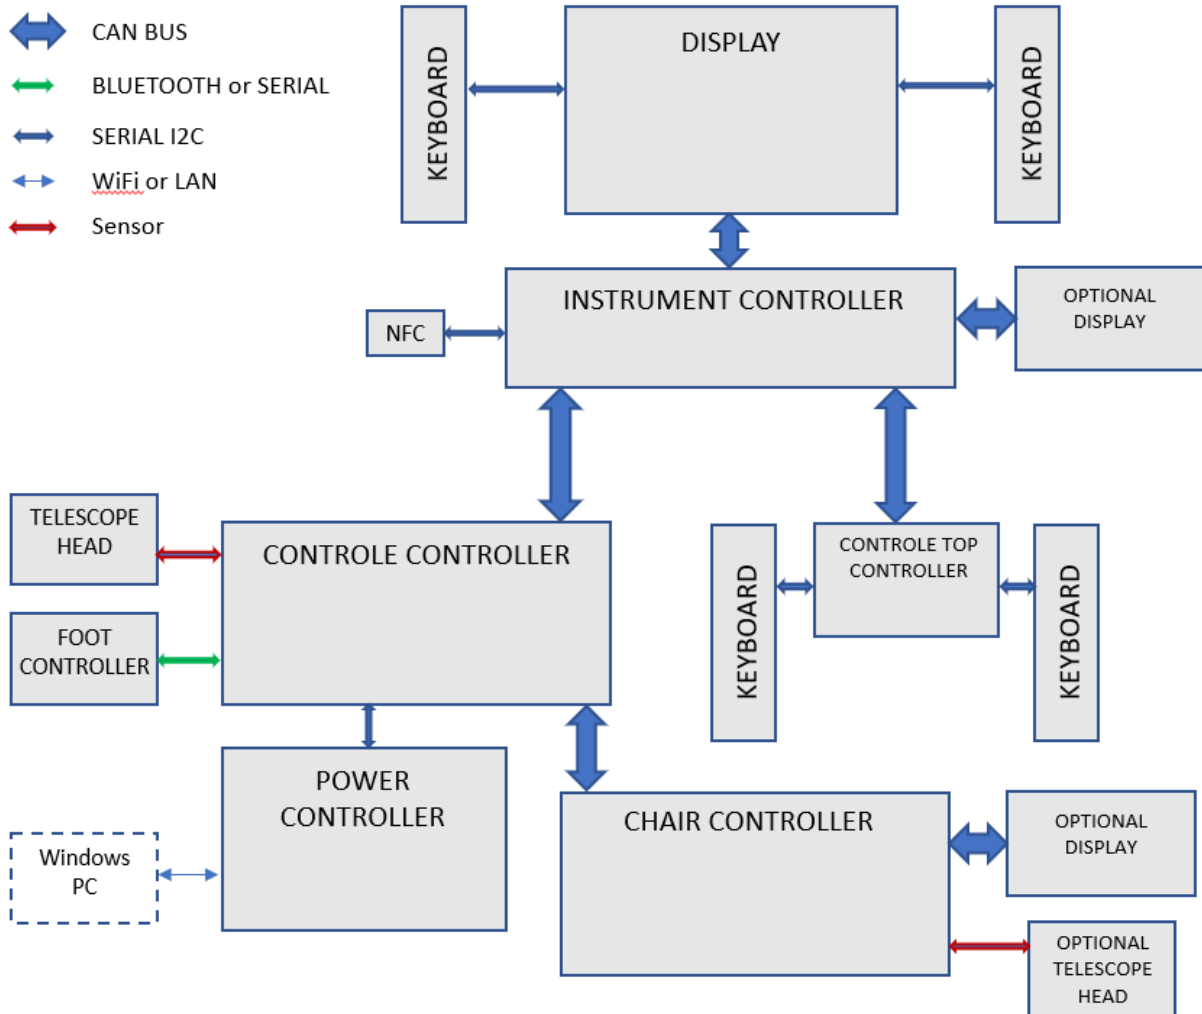 CAN BUS
BLUETOOTH or SERIAL
SERIAL I2C
WiFi or LAN
Sensor
KEYBOARD
DISPLAY
KEYBOARD
INSTRUMENT CONTROLLER
NFC
OPTIONAL
DISPLAY
TELESCOPE
HEAD
CONTROLE CONTROLLER
FOOT
CONTROLLER
KEYBOARD
CONTROLE TOP
CONTROLLER
KEYBOARD
POWER
CONTROLLER
Windows
PC
CHAIR CONTROLLER
OPTIONAL
DISPLAY
OPTIONAL
TELESCOPE
HEAD